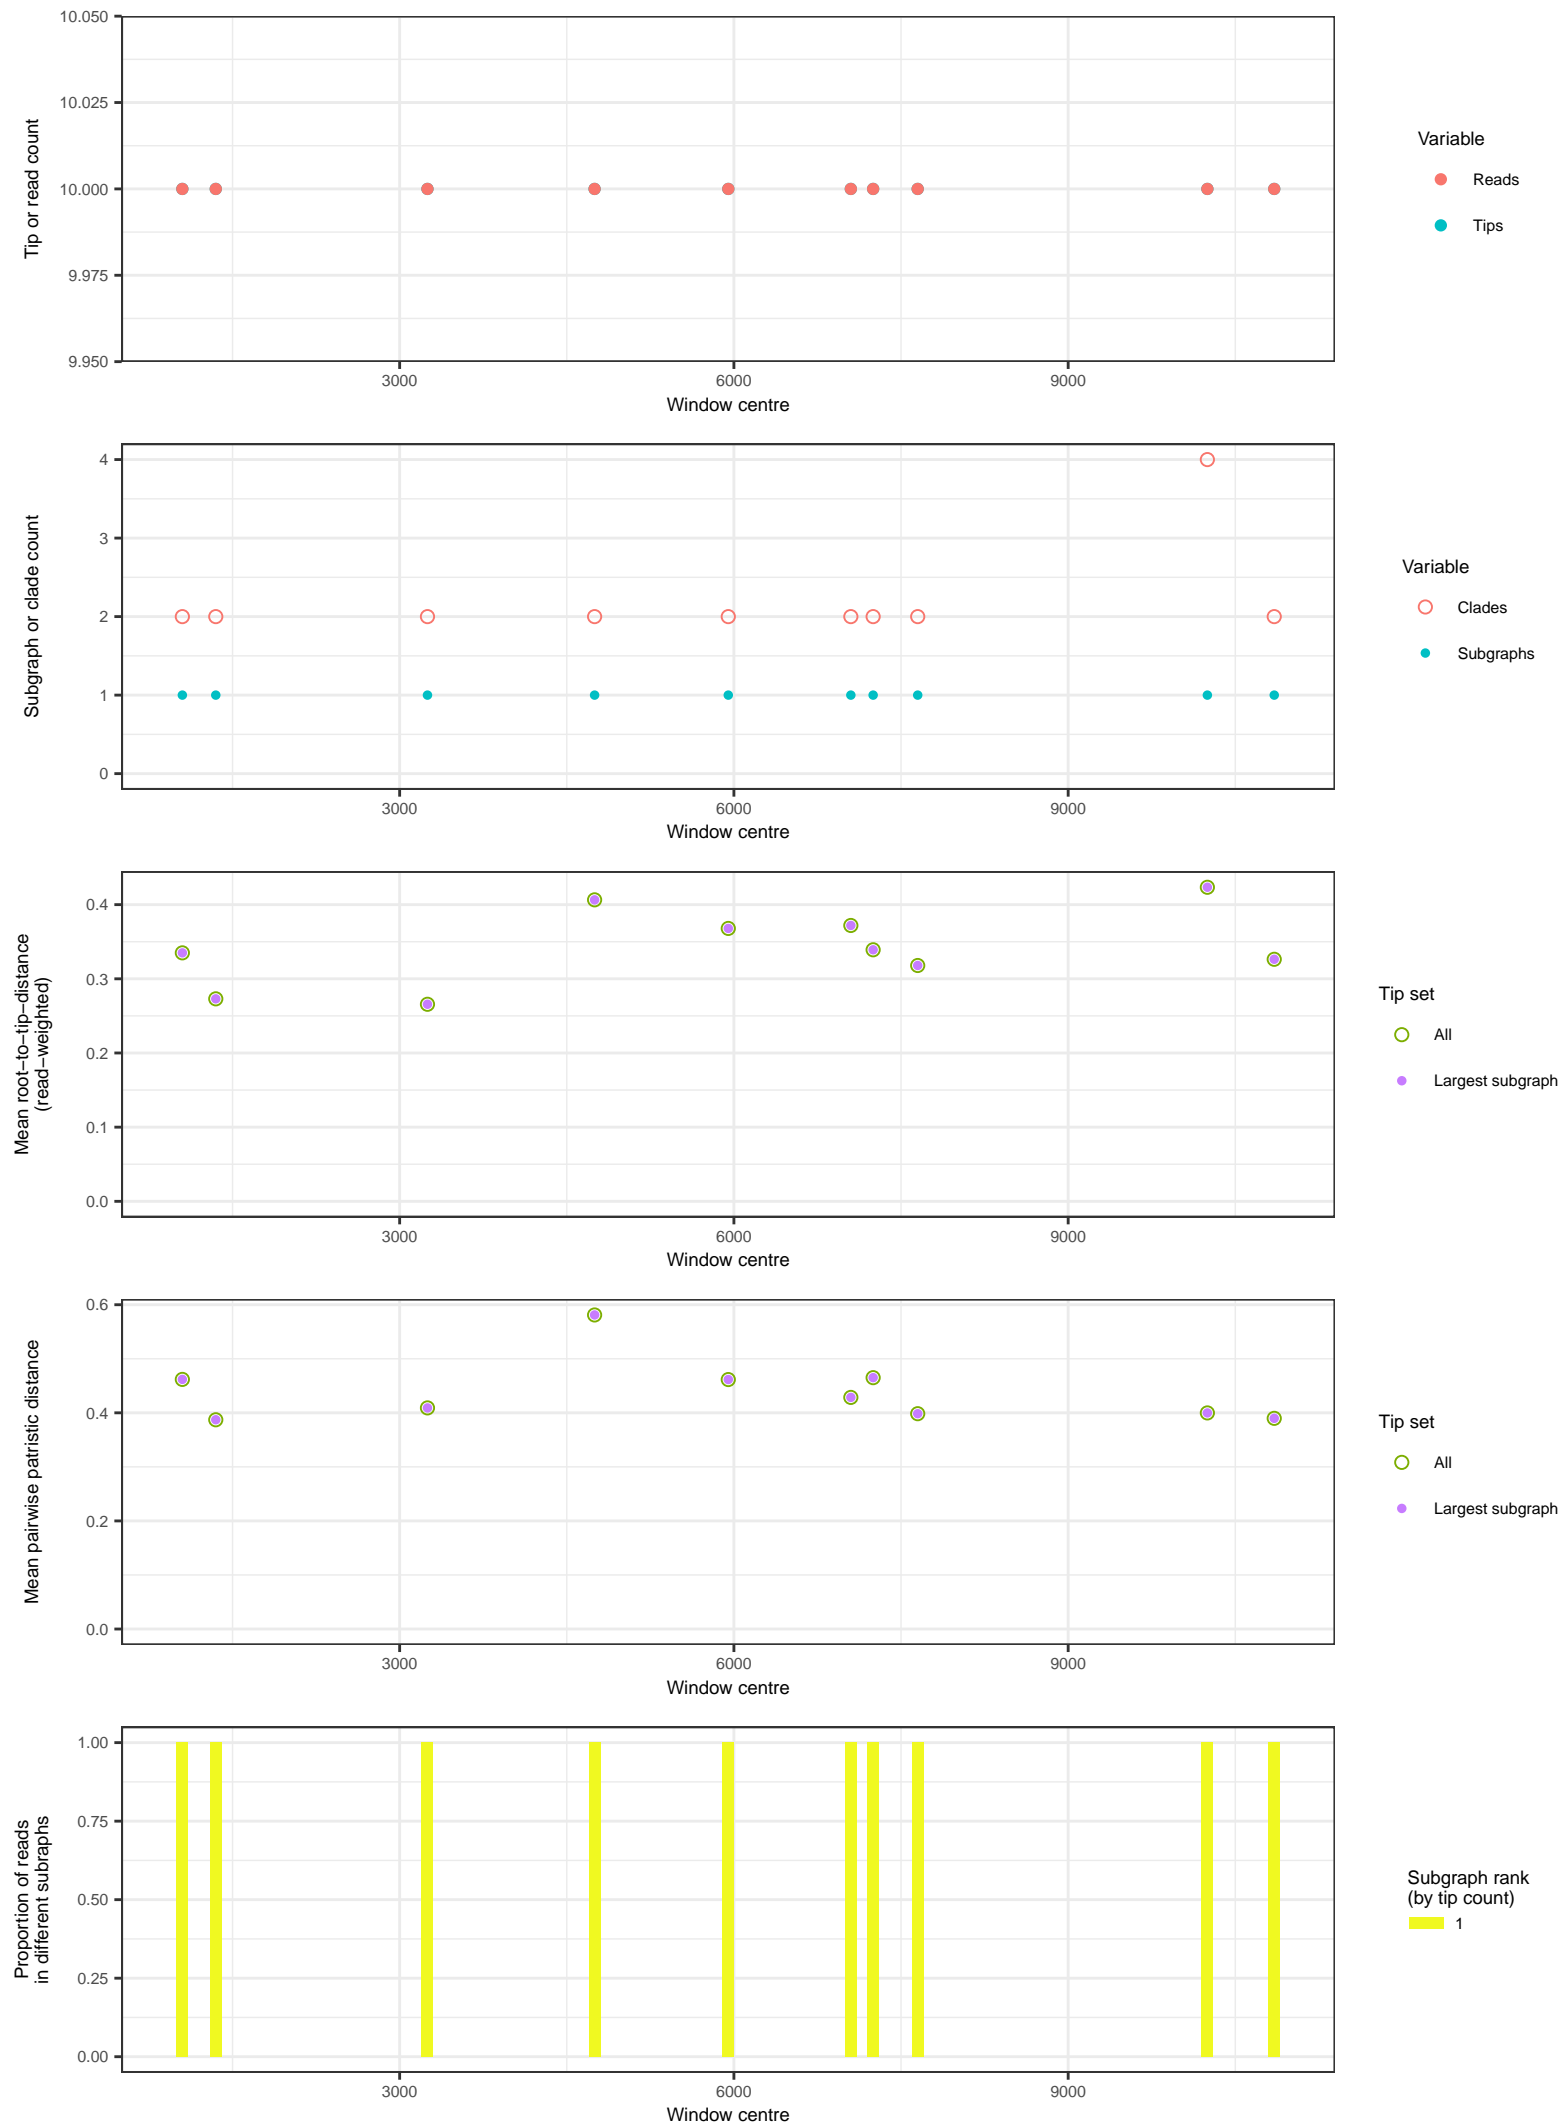 10.050
10.025
10.000
9.975
9.950
Tip or read count
3000 6000 9000
Window centre
Variable
Reads
Tips
4
3
2
1
0
Subgraph or clade count
3000 6000 9000
Window centre
Variable
Clades
Subgraphs
0.4
0.3
0.2
0.1
0.0
Mean root−to−tip−distance
(read−weighted)
3000 6000 9000
Window centre
Tip set
All
Largest subgraph
0.6
0.4
0.2
0.0
Mean pairwise patristic distance
3000 6000 9000
Window centre
Tip set
All
Largest subgraph
1.00
0.75
0.50
0.25
0.00
Proportion of reads
in different subraphs
3000 6000 9000
Window centre
Subgraph rank
(by tip count)
1